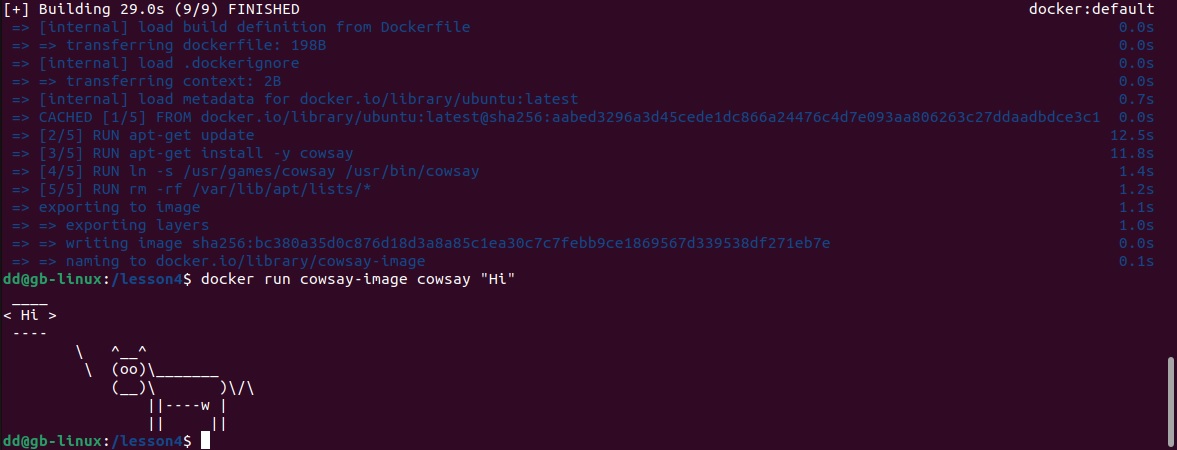 [+] Building 29.0s (9/9) FINISHED docker:default
=> [internal] load build definition from Dockerfile 0.0s
=> => transferring dockerfile: 198B 0.0s
=> [internal] load .dockerignore 0.0s
=> => transferring context: 2B 0.0s
=> [internal] load metadata for docker.io/library/ubuntu:latest 0.7s
=> CACHED [1/5] FROM docker.io/library/ubuntu:latest@sha256:aabed3296a3d45cede1dc866a24476c4d7e093aa806263c27ddaadbdce3c1 0.0s
=> [2/5] RUN apt-get update 12.5s
=> [3/5] RUN apt-get install -y cowsay 11.8s
=> [4/5] RUN ln -s /usr/games/cowsay /usr/bin/cowsay 1.4s
=> [5/5] RUN rm -rf /var/lib/apt/lists/* 1.2s
=> exporting to image 1.1s
=> => exporting layers 1.0s
=> => writing image sha256:bc380a35d0c876d18d3a8a85c1ea30c7c7febb9ce1869567d339538df271eb7e 0.0s
=> => naming to docker.io/library/cowsay-image 0.1s
dd@gb-linux:/lesson4$ docker run cowsay-image cowsay "Hi"
 ____
< Hi >
 ----
        \   ^__^
         \  (oo)\_______
            (__)\       )\/\
                ||----w |
                ||     ||
dd@gb-linux:/lesson4$